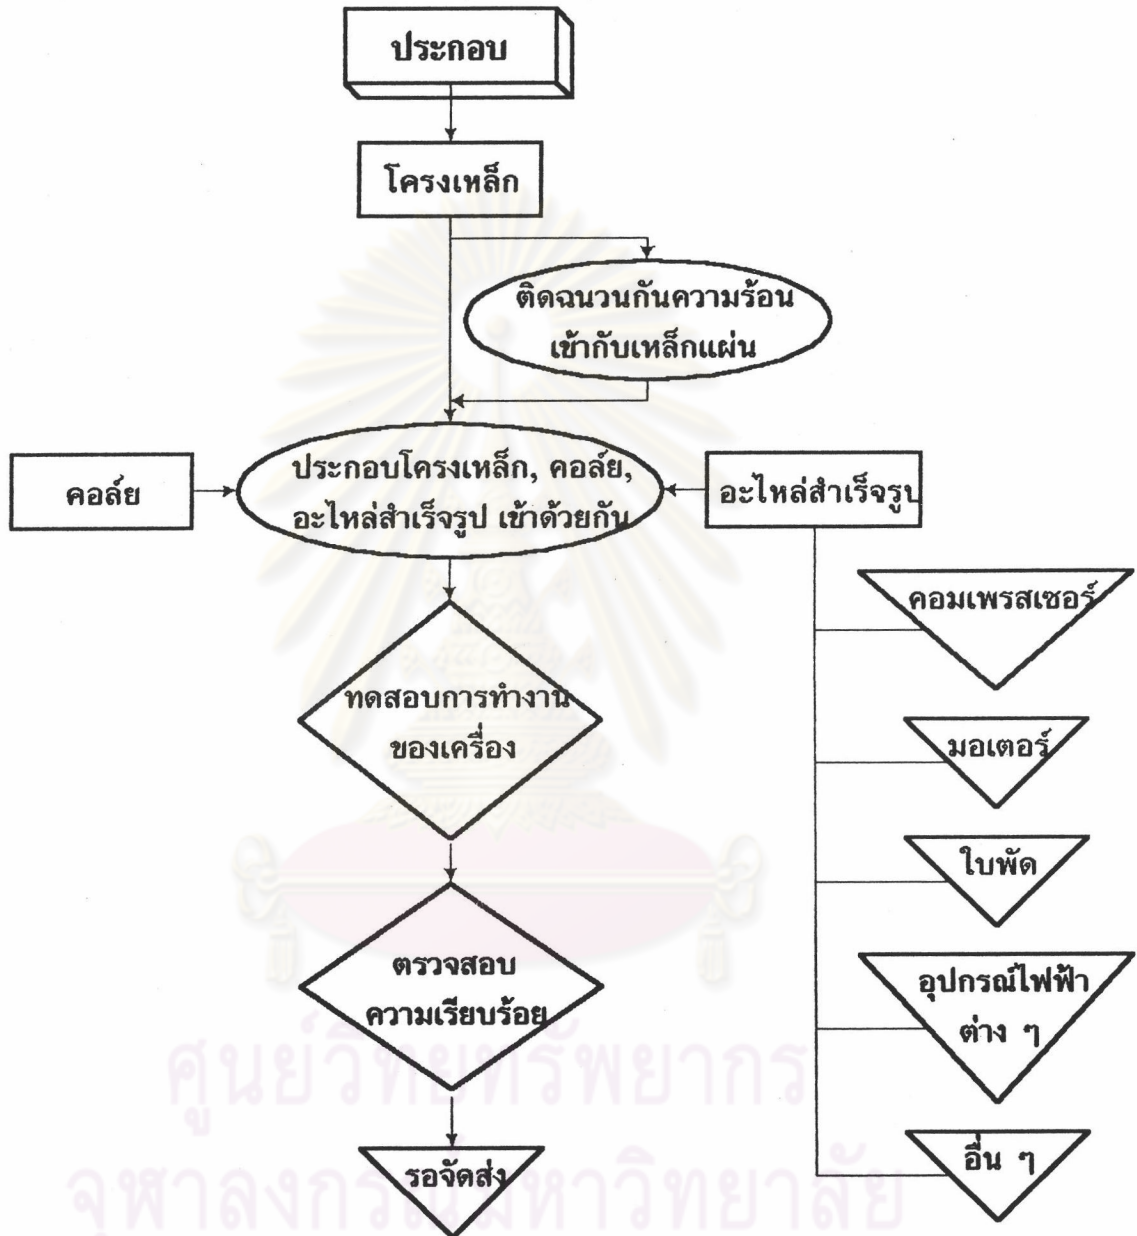 ประกอบ
โครงเหล็ก
ติดฉนวนกันความร้อน
เข้ากับเหล็กแผ่น
คอล์ย
ประกอบโครงเหล็ก, คอล์ย,
อะไหล่สำเร็จรูป เข้าด้วยกัน
อะไหล่สำเร็จรูป
คอมเพรสเซอร์
ทดสอบการทำงาน
ของเครื่อง
มอเตอร์
ใบพัด
ตรวจสอบ
ความเรียบร้อย
อุปกรณ์ไฟฟ้า
ต่าง ๆ
รอจัดส่ง
อื่น ๆ
ศูนย์วิทยทรัพยากร
จุฬาลงกรณ์มหาวิทยาลัย